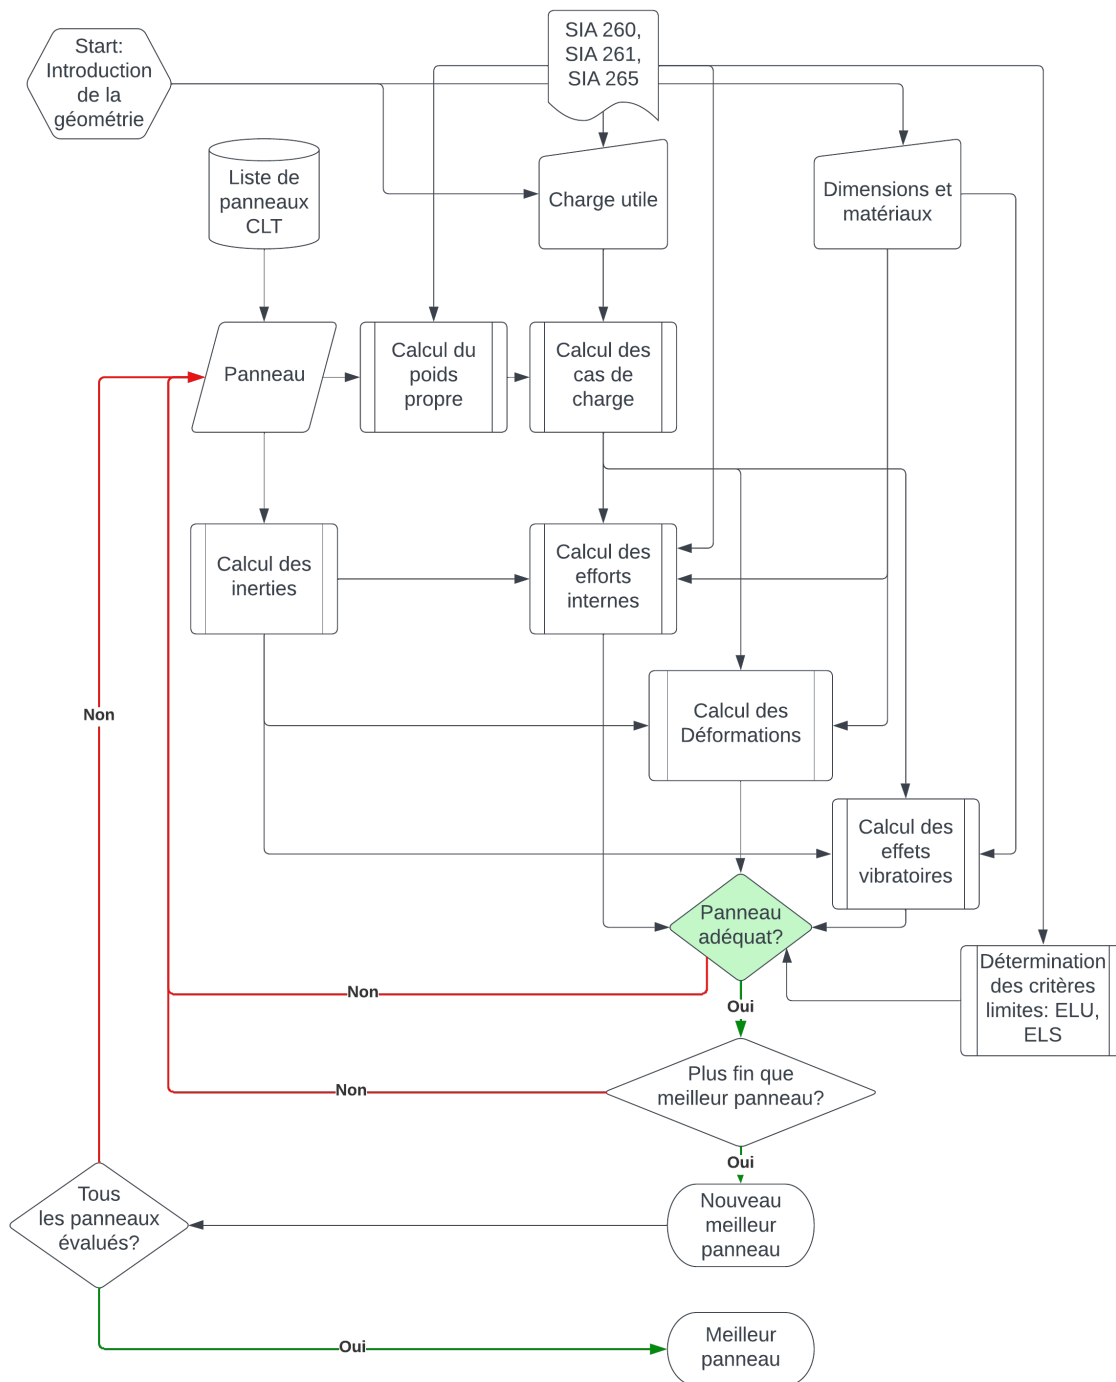 Start:
Introduction
de la
géométrie
SIA 260,
SIA 261,
SIA 265
Liste de
panneaux
CLT
Charge utile
Dimensions et
matériaux
Panneau
Calcul du
poids
propre
Calcul des
cas de
charge
Calcul des
inerties
Calcul des
efforts
internes
Non
Calcul des
Déformations
Calcul des
effets
vibratoires
Panneau
adéquat?
Détermination
des critères
limites: ELU,
ELS
Non
Oui
Plus fin que
meilleur panneau?
Non
Oui
Tous
les panneaux
évalués?
Nouveau
meilleur
panneau
Oui
Meilleur
panneau